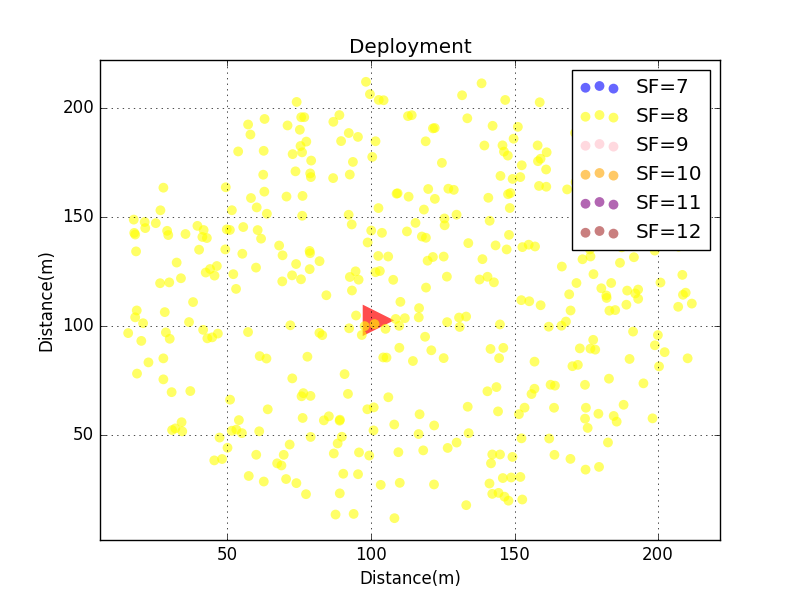 Deployment
SF=7
SF=8
SF=9
SF=10
SF=11
SF=12
200
150
100
50
Distance(m)
50
100
150
200
Distance(m)